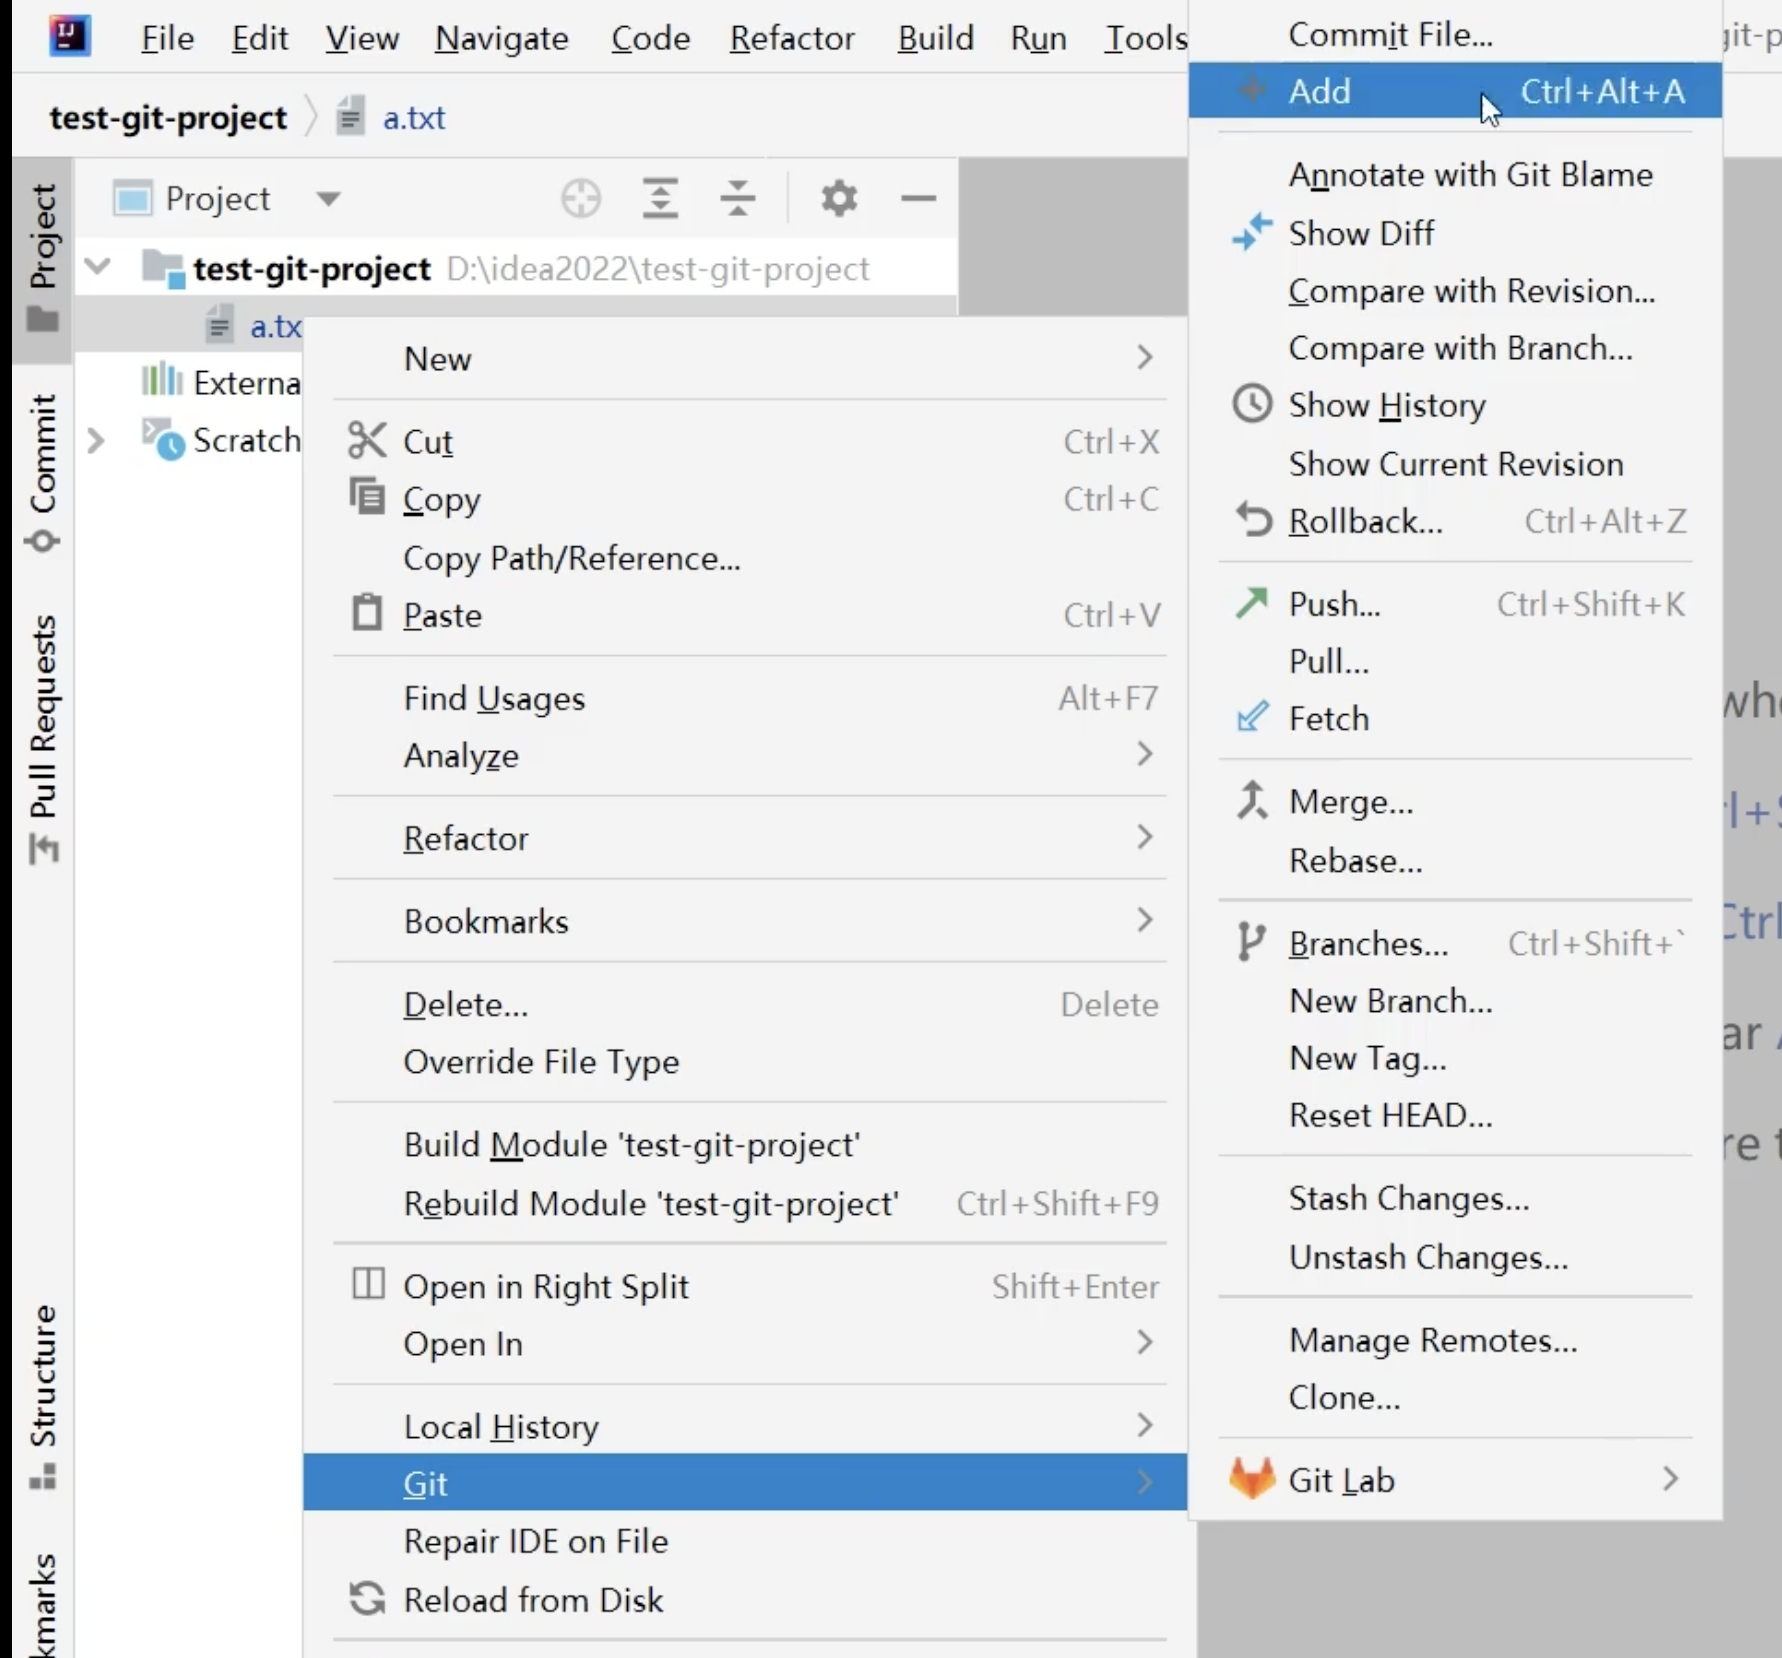 File Edit View Navigate Code Refactor Build Run Tools
test-git-project a.txt
Project
Project
test-git-project D:\idea2022\test-git-project
a.tx
Externa
Scratch
Commit
Pull Requests
Structure
kmarks
New
Cut Ctrl+X
Copy Ctrl+C
Copy Path/Reference...
Paste Ctrl+V
Find Usages Alt+F7
Analyze
Refactor
Bookmarks
Delete... Delete
Override File Type
Build Module 'test-git-project'
Rebuild Module 'test-git-project' Ctrl+Shift+F9
Open in Right Split Shift+Enter
Open In
Local History
Git
Repair IDE on File
Reload from Disk
Commit File...
Add Ctrl+Alt+A
Annotate with Git Blame
Show Diff
Compare with Revision...
Compare with Branch...
Show History
Show Current Revision
Rollback... Ctrl+Alt+Z
Push... Ctrl+Shift+K
Pull...
Fetch
Merge...
Rebase...
Branches... Ctrl+Shift+`
New Branch...
New Tag...
Reset HEAD...
Stash Changes...
Unstash Changes...
Manage Remotes...
Clone...
Git Lab